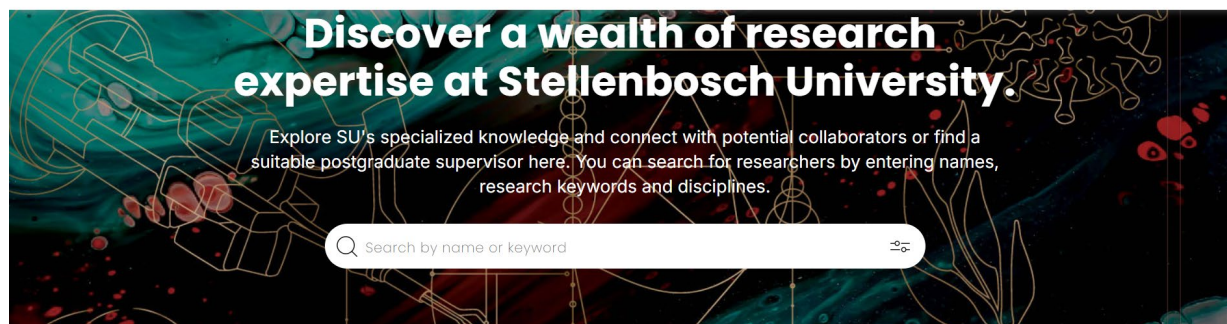 Discover a wealth of research
expertise at Stellenbosch University.
Explore SU's specialized knowledge and connect with potential collaborators or find a
suitable postgraduate supervisor here. You can search for researchers by entering names,
research keywords and disciplines.
Search by name or keyword